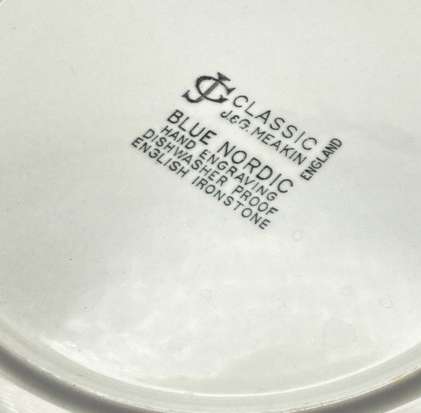 JG CLASSIC
J.&G. MEAKIN
ENGLAND
BLUE NORDIC
HAND ENGRAVING
DISHWASHER PROOF
ENGLISH IRONSTONE